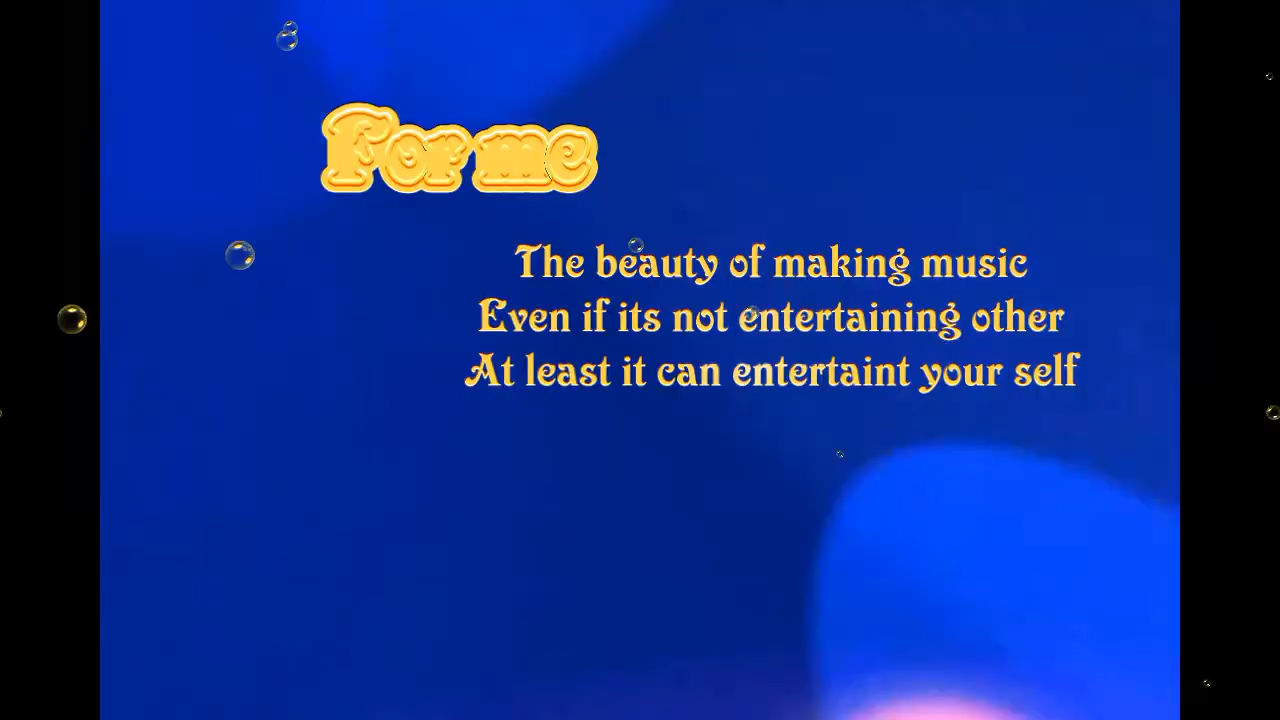 For me
The beauty of making music
Even if its not entertaining other
At least it can entertaint your self